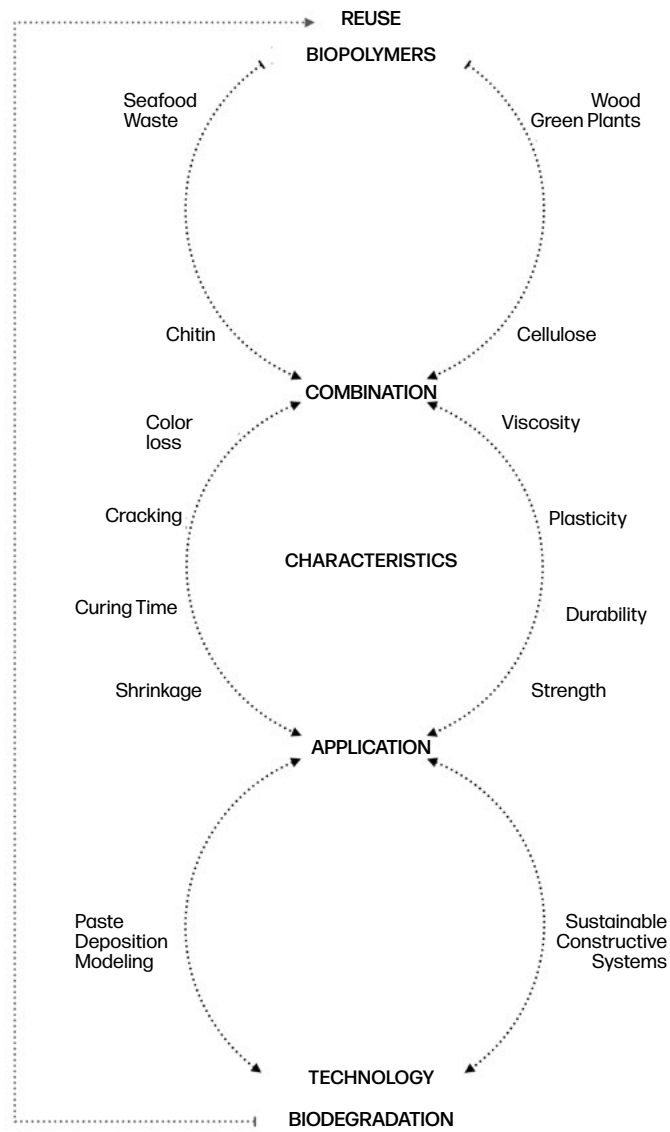 REUSE
BIOPOLYMERS
Seafood
Waste
Wood
Green Plants
Chitin
Cellulose
COMBINATION
Color
loss
Viscosity
Cracking
Plasticity
CHARACTERISTICS
Curing Time
Durability
Shrinkage
Strength
APPLICATION
Paste
Deposition
Modeling
Sustainable
Constructive
Systems
TECHNOLOGY
BIODEGRADATION